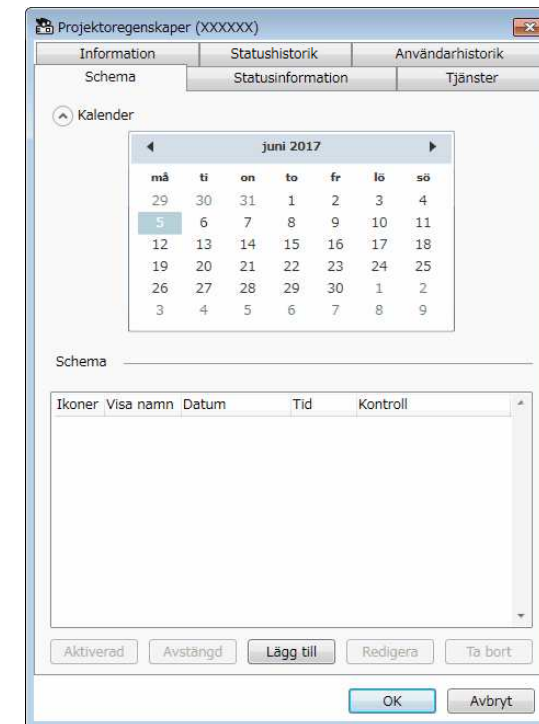 Projektoregenskaper (XXXXXX)
Information Statushistorik Användarhistorik
Schema Statusinformation Tjänster
Kalender
juni 2017
må ti on to fr lö sö
29 30 31 1 2 3 4
5 6 7 8 9 10 11
12 13 14 15 16 17 18
19 20 21 22 23 24 25
26 27 28 29 30 1 2
3 4 5 6 7 8 9
Schema
Ikoner Visa namn Datum Tid Kontroll
Aktiverad Avstängd Lägg till Redigera Ta bort
OK Avbryt